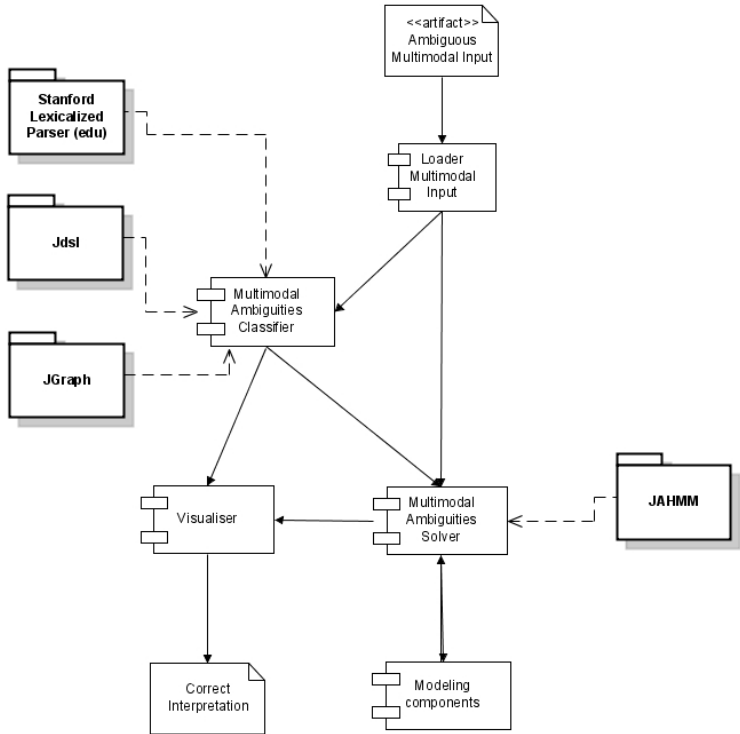 <<artifact>>
Ambiguous
Multimodal Input
Stanford
Lexicalized
Parser (edu)
Loader
Multimodal
Input
Jdsl
Multimodal
Ambiguities
Classifier
JGraph
Visualiser
Multimodal
Ambiguities
Solver
JAHMM
Correct
Interpretation
Modeling
components